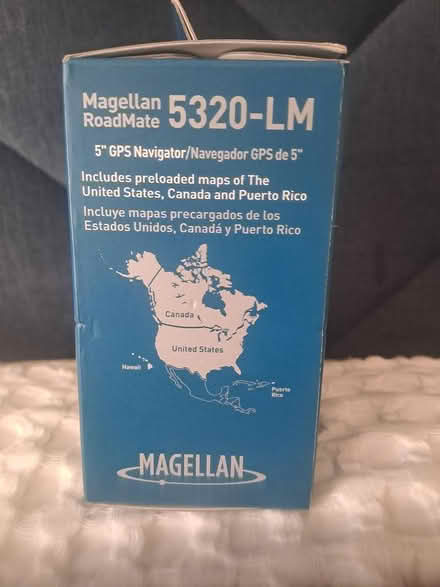 Magellan
RoadMate 5320-LM
5" GPS Navigator/Navegador GPS de 5"
Includes preloaded maps of The
United States, Canada and Puerto Rico
Incluye mapas precargados de los
Estados Unidos, Canadá y Puerto Rico
Canada
United States
Hawaii
Puerto
Rico
MAGELLAN